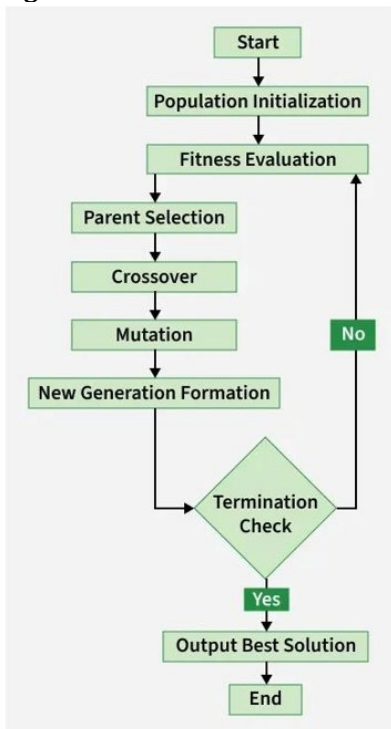 Start
Population Initialization
Fitness Evaluation
Parent Selection
Crossover
Mutation
No
New Generation Formation
Termination
Check
Yes
Output Best Solution
End